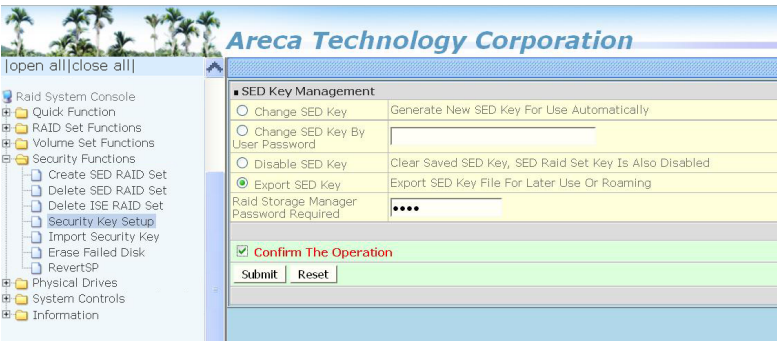 Areca Technology Corporation
|open all|close all|
Raid System Console
Quick Function
RAID Set Functions
Volume Set Functions
Security Functions
Create SED RAID Set
Delete SED RAID Set
Delete ISE RAID Set
Security Key Setup
Import Security Key
Erase Failed Disk
RevertSP
Physical Drives
System Controls
Information
SED Key Management
Change SED Key Generate New SED Key For Use Automatically
Change SED Key By
User Password
Disable SED Key Clear Saved SED Key, SED Raid Set Key Is Also Disabled
Export SED Key Export SED Key File For Later Use Or Roaming
Raid Storage Manager
Password Required ••••
Confirm The Operation
Submit Reset